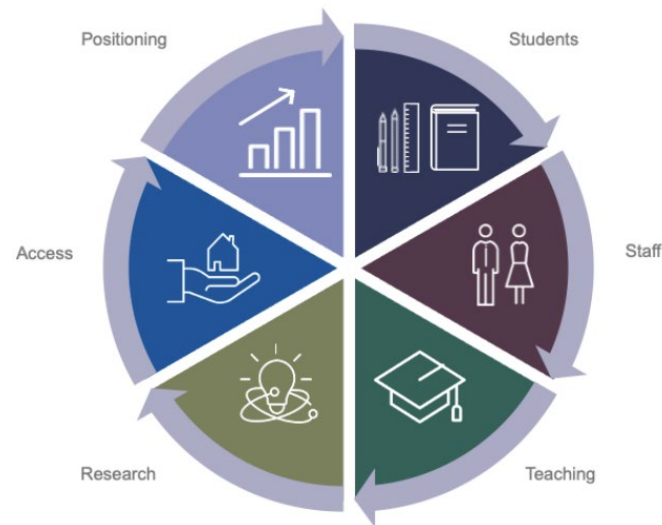 Positioning
Students
Access
Staff
Research
Teaching